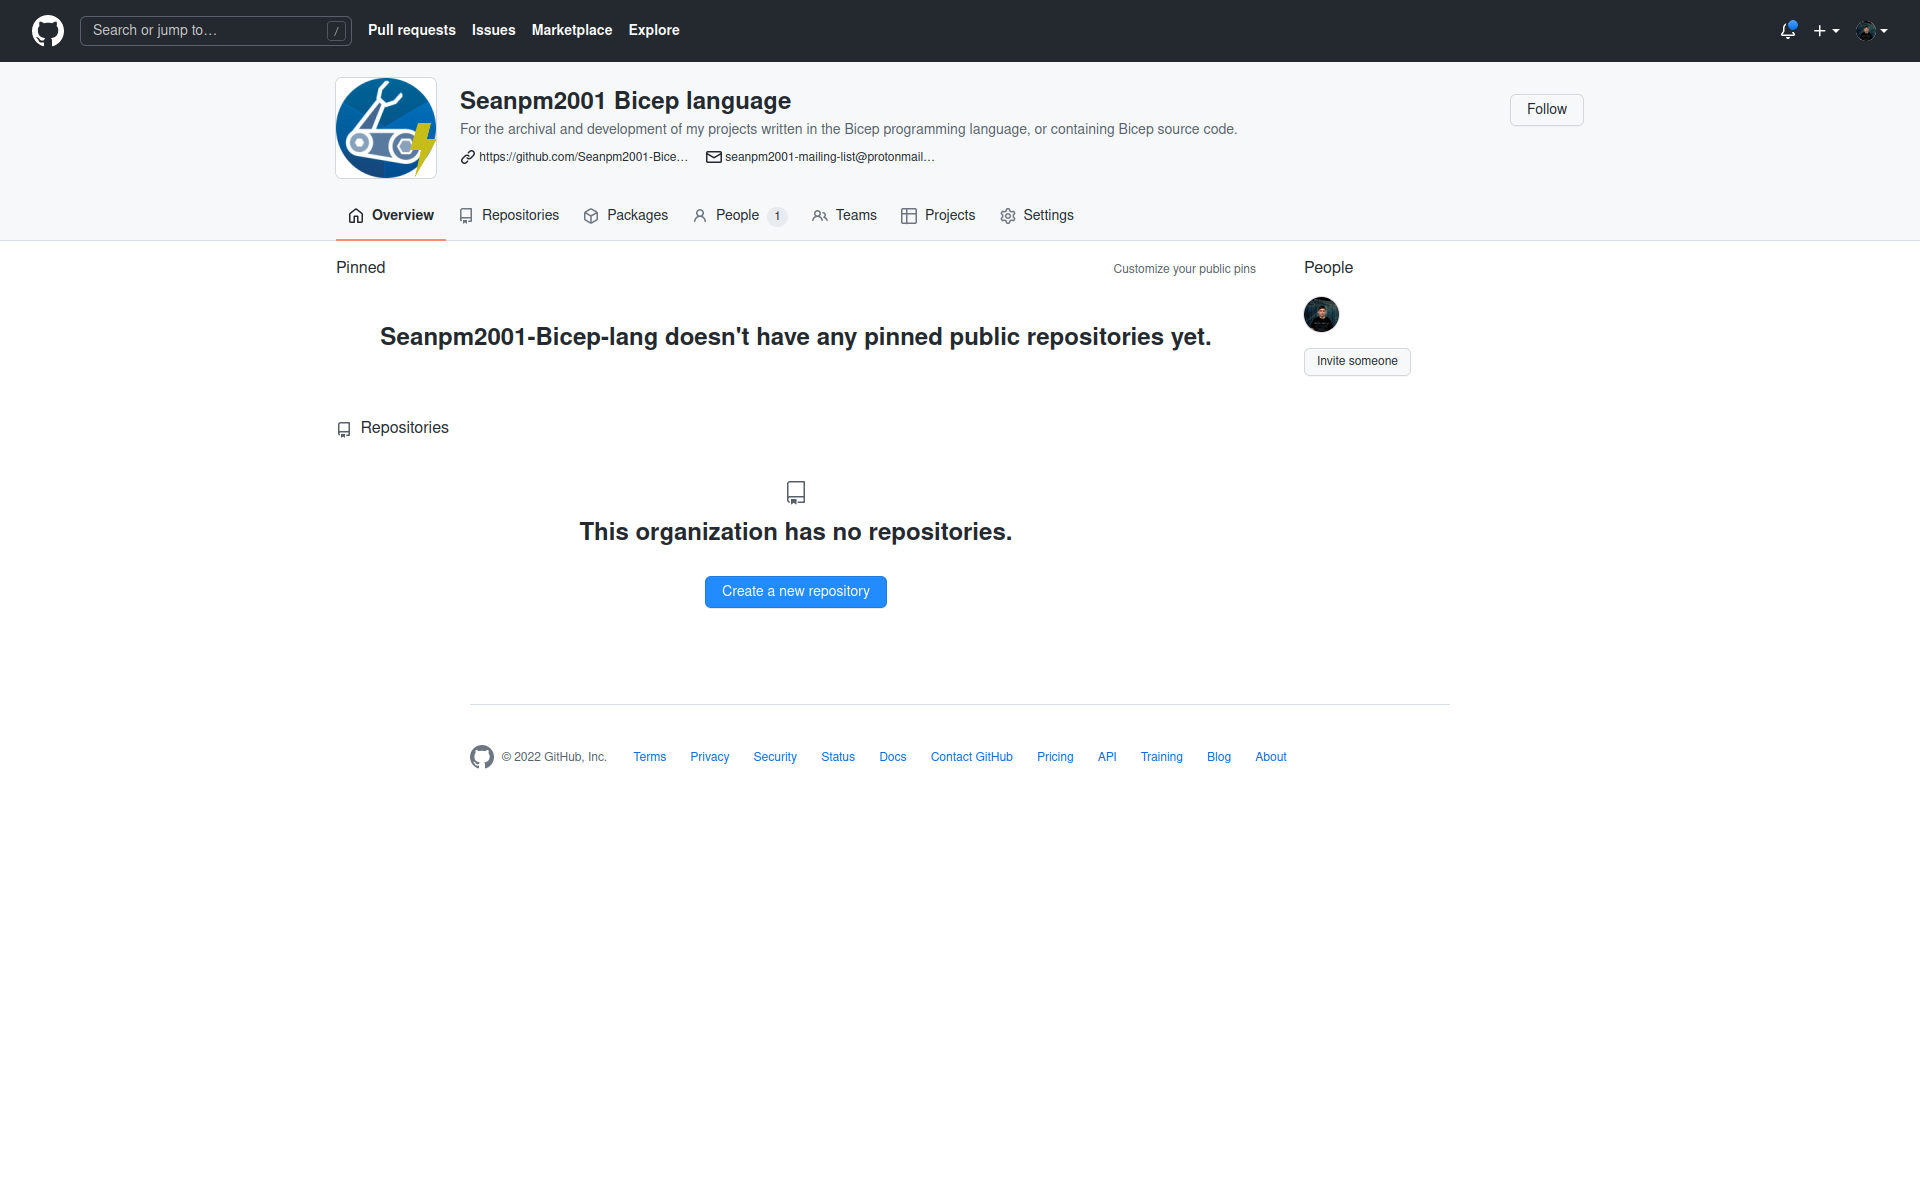 Search or jump to… /
Pull requests Issues Marketplace Explore
Seanpm2001 Bicep language
Follow
For the archival and development of my projects written in the Bicep programming language, or containing Bicep source code.
https://github.com/Seanpm2001-Bice… seanpm2001-mailing-list@protonmail…
Overview Repositories Packages People 1 Teams Projects Settings
Pinned Customize your public pins
People
Seanpm2001-Bicep-lang doesn't have any pinned public repositories yet.
Invite someone
Repositories
This organization has no repositories.
Create a new repository
© 2022 GitHub, Inc. Terms Privacy Security Status Docs Contact GitHub Pricing API Training Blog About